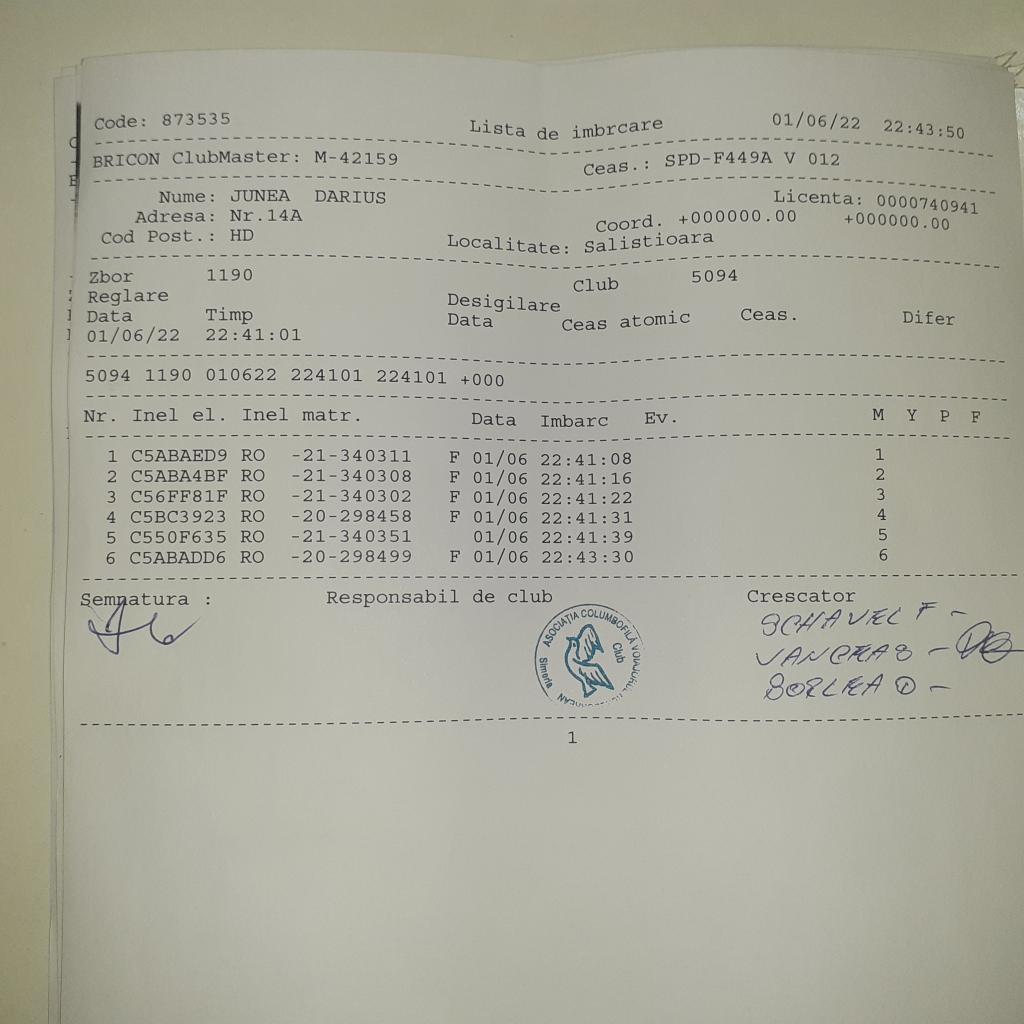 Code: 873535 Lista de imbrcare 01/06/22 22:43:50
BRICON ClubMaster: M-42159 Ceas.: SPD-F449A V 012
Nume: JUNEA DARIUS Licenta: 0000740941
Adresa: Nr.14A Coord. +000000.00 +000000.00
Cod Post.: HD Localitate: Salistioara
Zbor 1190 Club 5094
Reglare Desigilare
Data Timp Data Ceas atomic Ceas. Difer
01/06/22 22:41:01
5094 1190 010622 224101 224101 +000
Nr. Inel el. Inel matr. Data Imbarc Ev. M Y P F
1 C5ABAED9 RO -21-340311 F 01/06 22:41:08 1
2 C5ABA4BF RO -21-340308 F 01/06 22:41:16 2
3 C56FF81F RO -21-340302 F 01/06 22:41:22 3
4 C5BC3923 RO -20-298458 F 01/06 22:41:31 4
5 C550F635 RO -21-340351 01/06 22:41:39 5
6 C5ABADD6 RO -20-298499 F 01/06 22:43:30 6
Semnatura : Responsabil de club Crescator
SCHAVEL F -
VANCEAS -
BORLEA D -
ASOCIAȚIA COLUMBOFILĂ VOIAJORUL
Club
Simeria
1